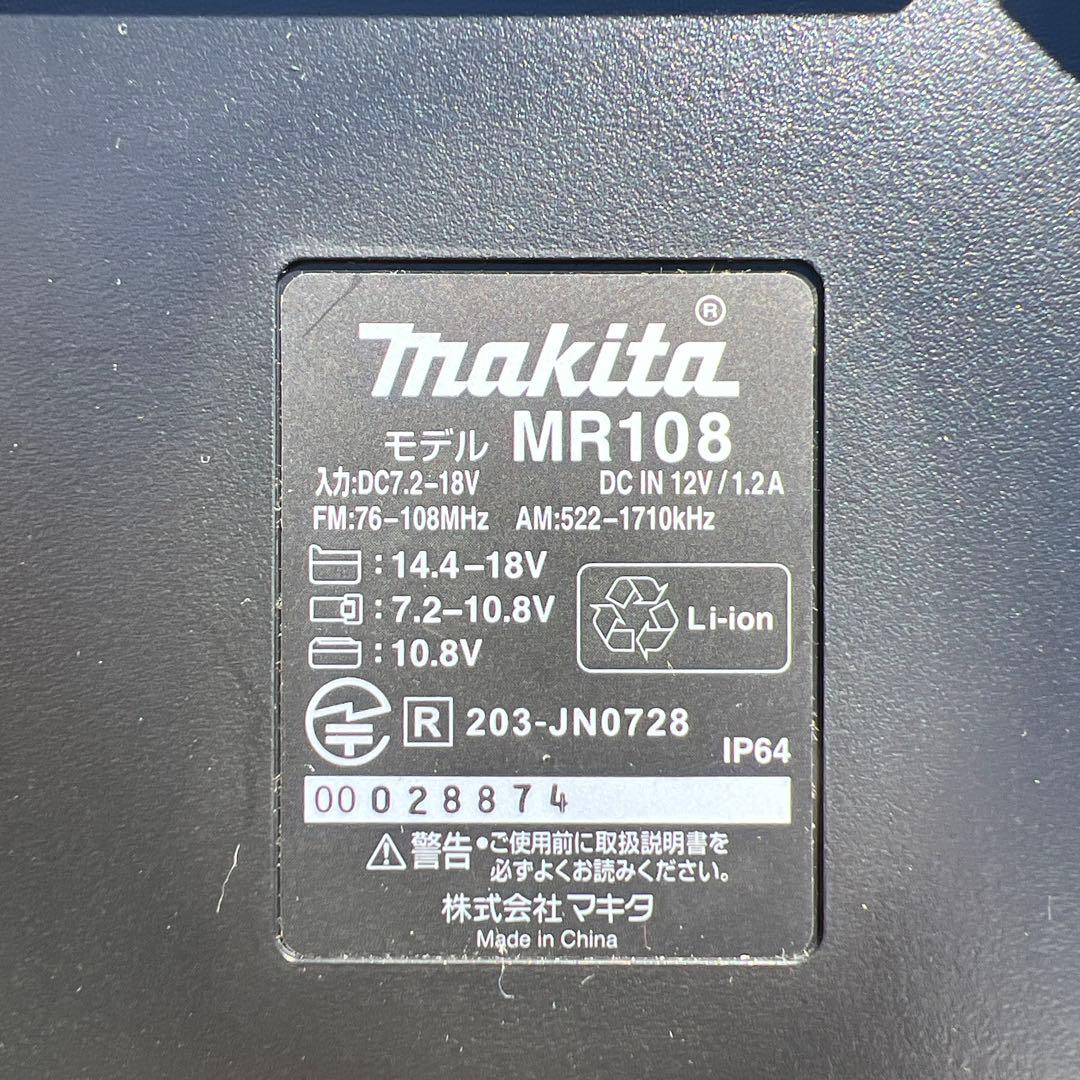 makita®
モデル MR108
入力:DC7.2-18V DC IN 12V/1.2A
FM:76-108MHz AM:522-1710kHz
:14.4-18V
:7.2-10.8V
:10.8V
Li-ion
R 203-JN0728
IP64
00 028874
警告 •ご使用前に取扱説明書を
必ずよくお読みください。
株式会社 マキタ
Made in China